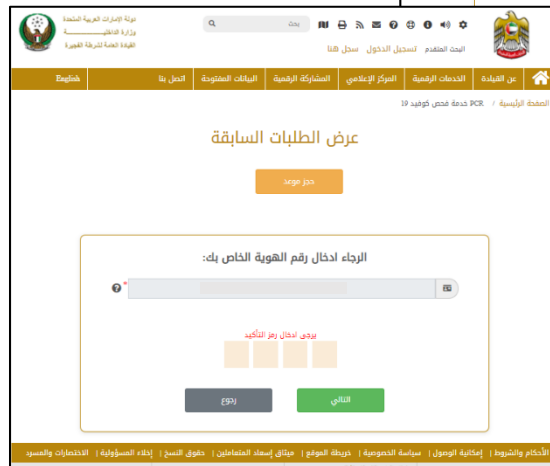 دولة الإمارات العربية المتحدة
وزارة الداخليـــــــــــة
القيادة العامة لشرطة الفجيرة
بحث
البحث المتقدم تسجيل الدخول سجل هنا
عن القيادة
الخدمات الرقمية
المركز الإعلامي
المشاركة الرقمية
البيانات المفتوحة
اتصل بنا
English
الصفحة الرئيسية / PCR خدمة فحص كوفيد 19
عرض الطلبات السابقة
حجز موعد
الرجاء ادخال رقم الهوية الخاص بك:
*
يرجى ادخال رمز التأكيد
التالي
رجوع
الأحكام والشروط | إمكانية الوصول | سياسة الخصوصية | خريطة الموقع | ميثاق إسعاد المتعاملين | حقوق النسخ | إخلاء المسؤولية | الاختصارات والمسرد